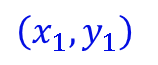 (x₁, y₁)